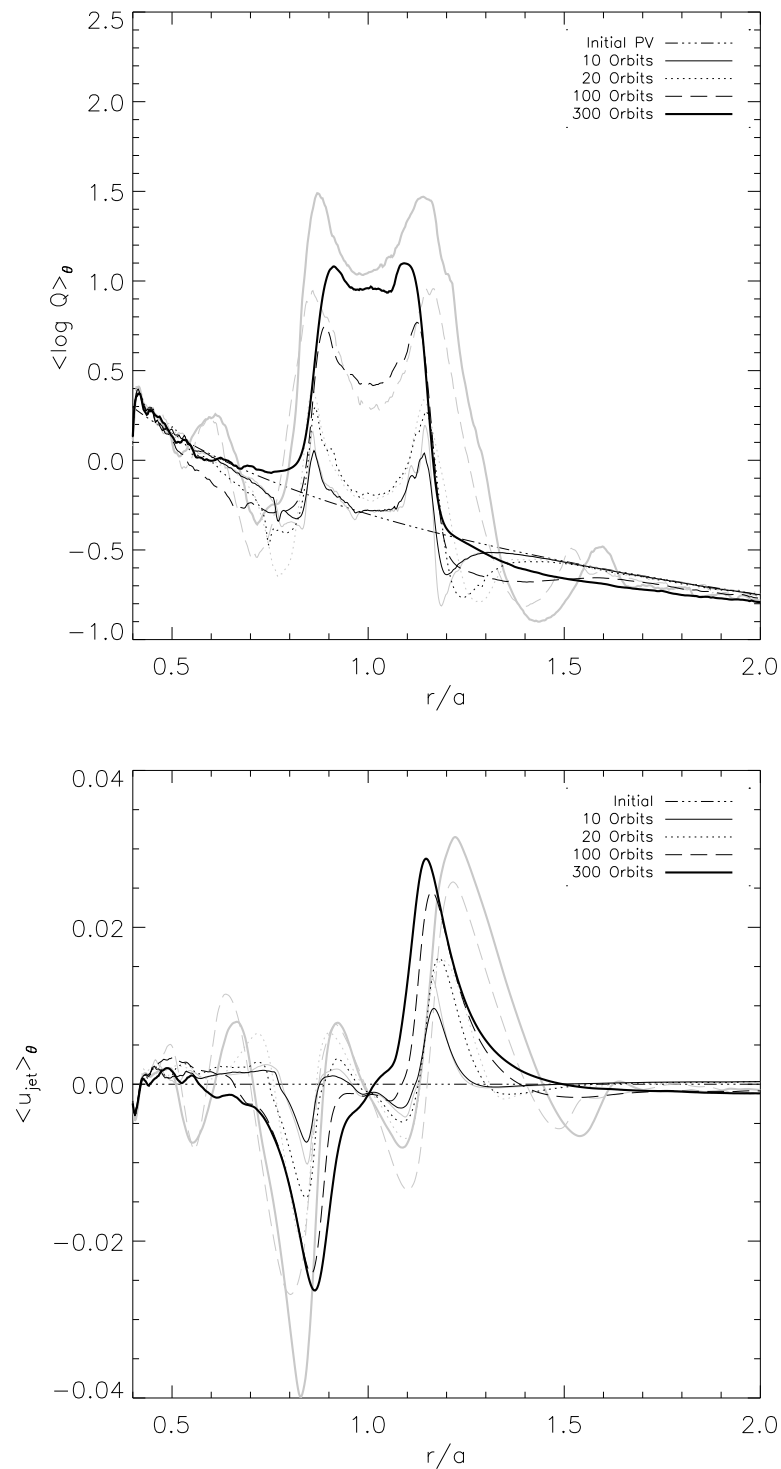 2.5
2.0
1.5
1.0
0.5
0.0
−0.5
−1.0
<log Q>θ
Initial PV
10 Orbits
20 Orbits
100 Orbits
300 Orbits
0.5 1.0 1.5 2.0
r/a
0.04
0.02
0.00
−0.02
−0.04
<ujet>θ
Initial
10 Orbits
20 Orbits
100 Orbits
300 Orbits
0.5 1.0 1.5 2.0
r/a